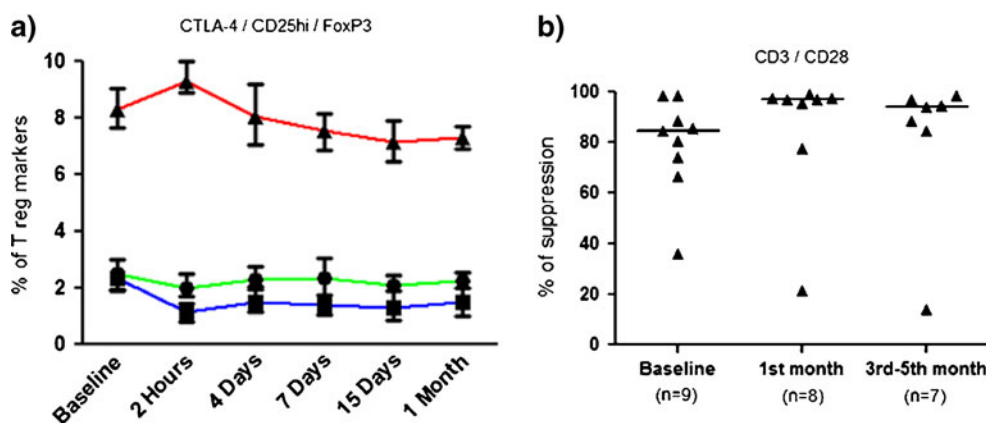 a)
CTLA-4 / CD25hi / FoxP3
% of T reg markers
10
8
6
4
2
0
Baseline
2 Hours
4 Days
7 Days
15 Days
1 Month
b)
CD3 / CD28
% of suppression
100
80
60
40
20
0
Baseline 1st month 3rd-5th month
(n=9) (n=8) (n=7)